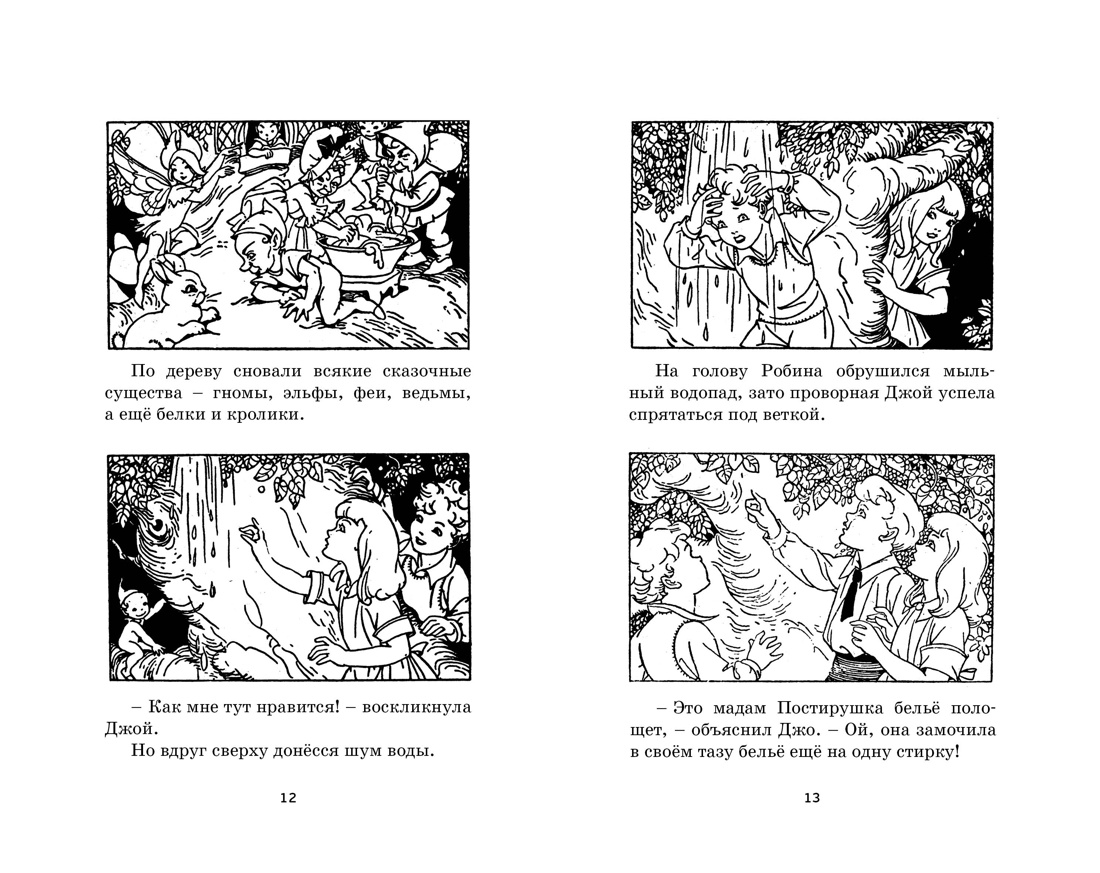 По дереву сновали всякие сказочные
существа – гномы, эльфы, феи, ведьмы,
а ещё белки и кролики.
– Как мне тут нравится! – воскликнула
Джой.
Но вдруг сверху донёсся шум воды.
12
На голову Робина обрушился мыль-
ный водопад, зато проворная Джой успела
спрятаться под веткой.
– Это мадам Постирушка бельё поло-
щет, – объяснил Джо. – Ой, она замочила
в своём тазу бельё ещё на одну стирку!
13